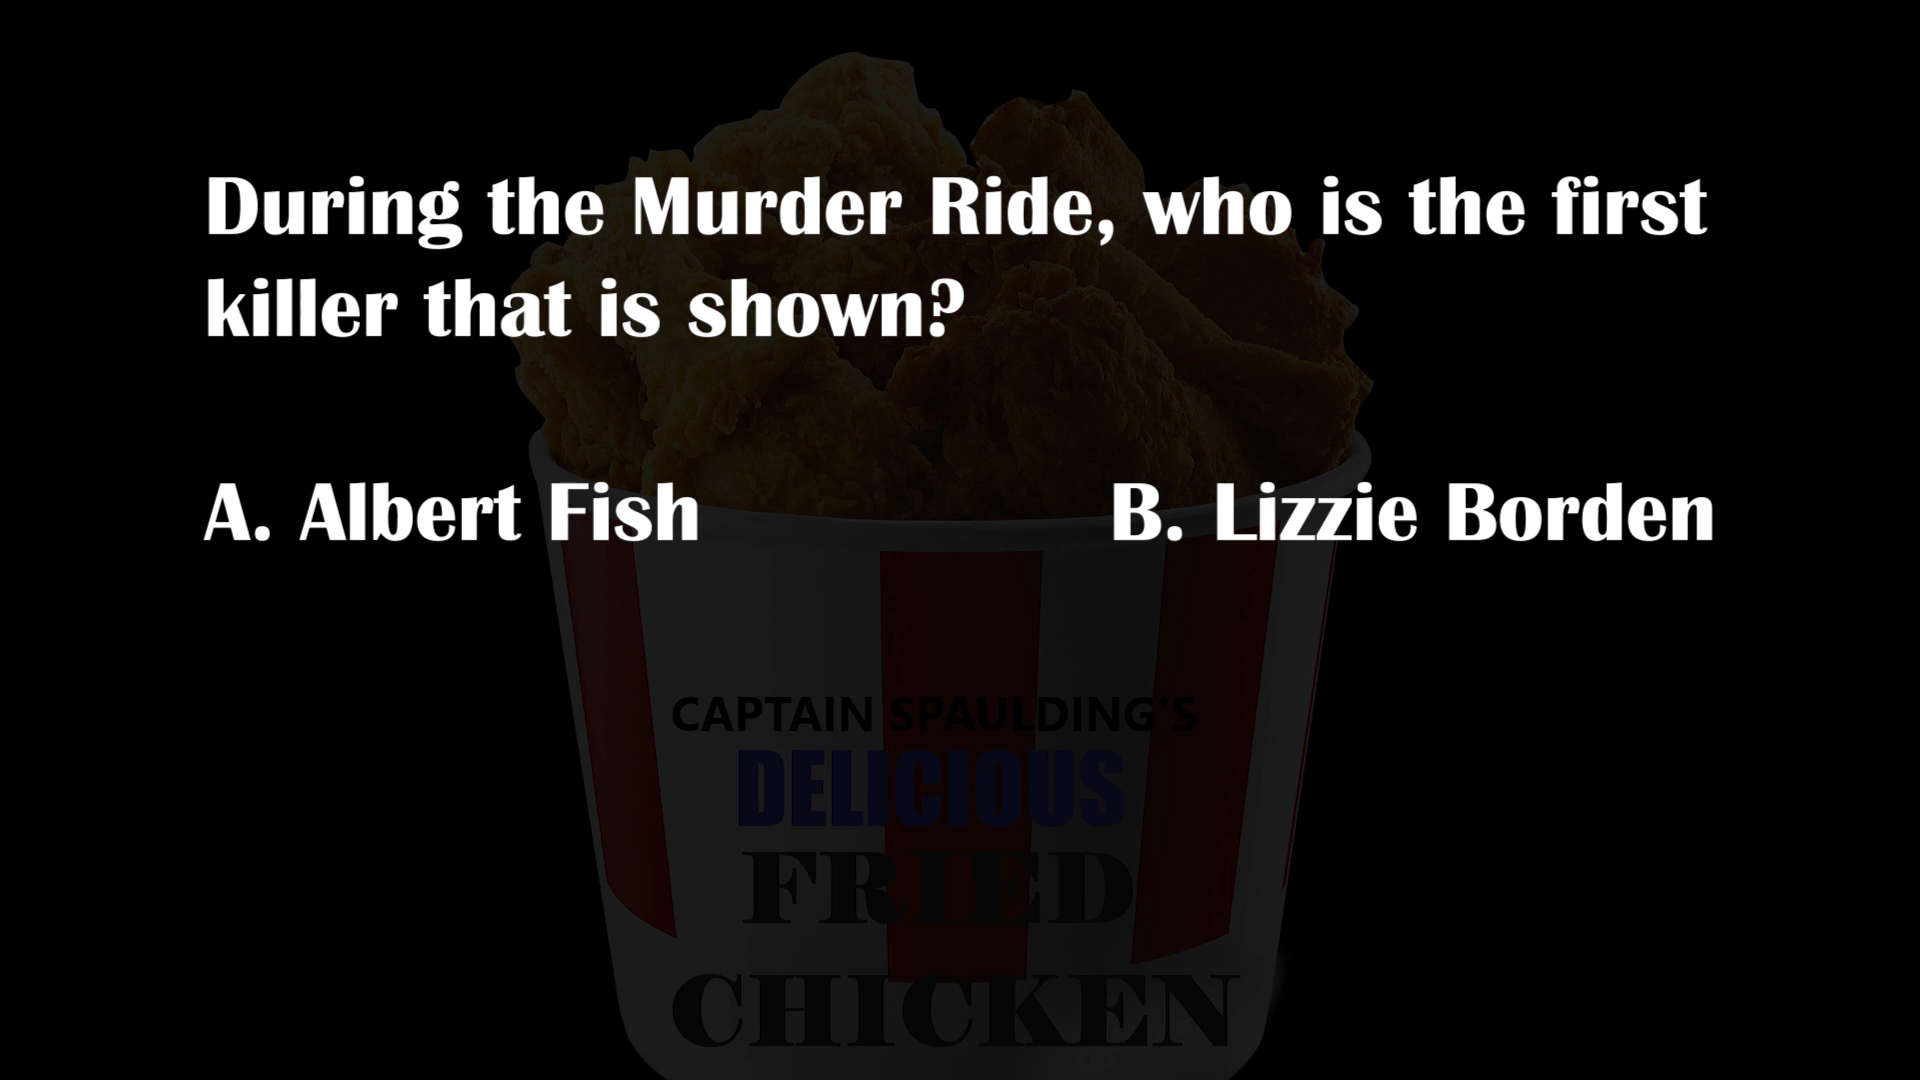 During the Murder Ride, who is the first
killer that is shown?
A. Albert Fish B. Lizzie Borden
CAPTAIN SPAULDING'S
DELICIOUS
FRIED
CHICKEN